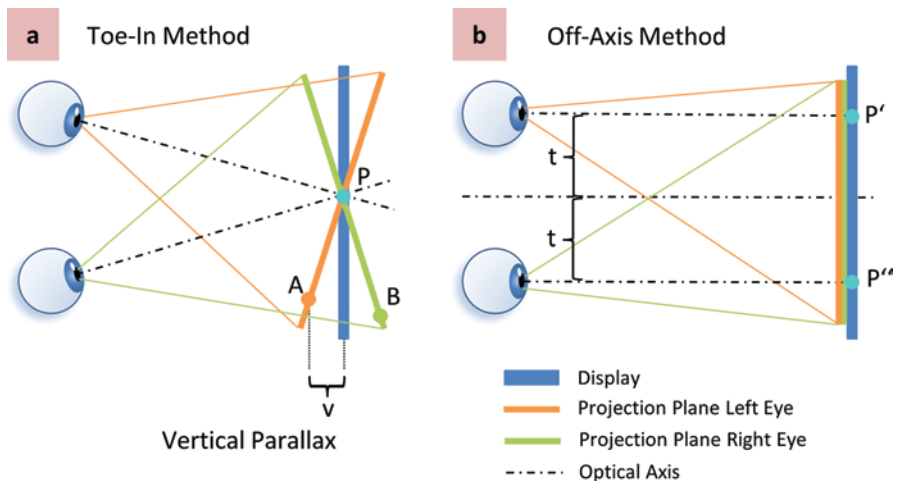 a Toe-In Method
P
A
B
v
Vertical Parallax
b Off-Axis Method
P‘
t
t
P“
Display
Projection Plane Left Eye
Projection Plane Right Eye
Optical Axis